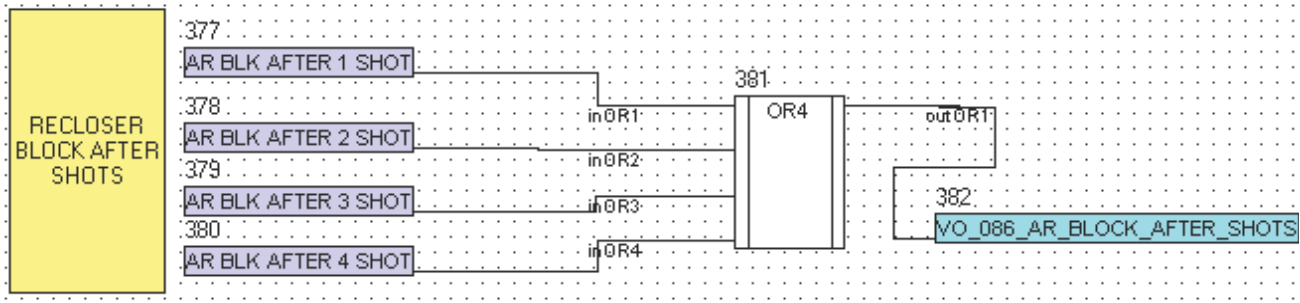 RECLOSER
BLOCK AFTER
SHOTS
377
AR BLK AFTER 1 SHOT
378
AR BLK AFTER 2 SHOT
379
AR BLK AFTER 3 SHOT
380
AR BLK AFTER 4 SHOT
inOR1
inOR2
inOR3
inOR4
381
OR4
outOR1
382
VO_086_AR_BLOCK_AFTER_SHOTS